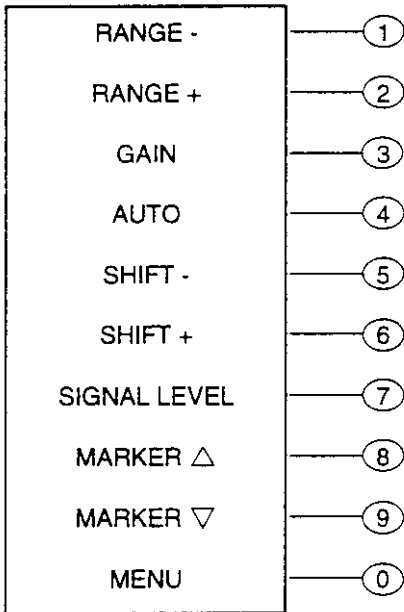 RANGE - 1
RANGE + 2
GAIN 3
AUTO 4
SHIFT - 5
SHIFT + 6
SIGNAL LEVEL 7
MARKER △ 8
MARKER ▽ 9
MENU 0